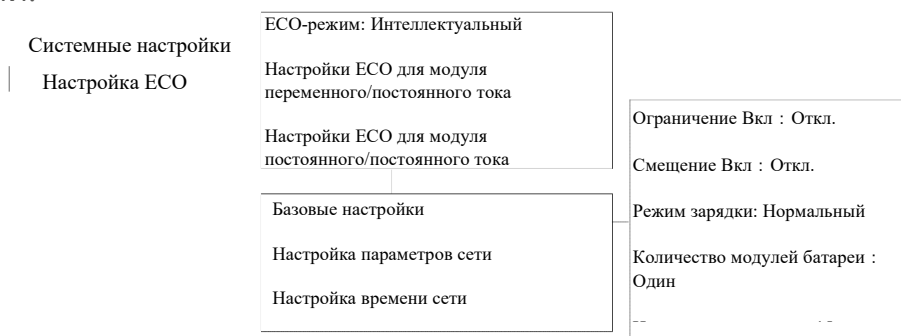 Системные настройки
Настройка ECO
ECO-режим: Интеллектуальный
Настройки ECO для модуля
переменного/постоянного тока
Настройки ECO для модуля
постоянного/постоянного тока
Базовые настройки
Настройка параметров сети
Настройка времени сети
Ограничение Вкл：Откл.
Смещение Вкл：Откл.
Режим зарядки: Нормальный
Количество модулей батареи：
Один